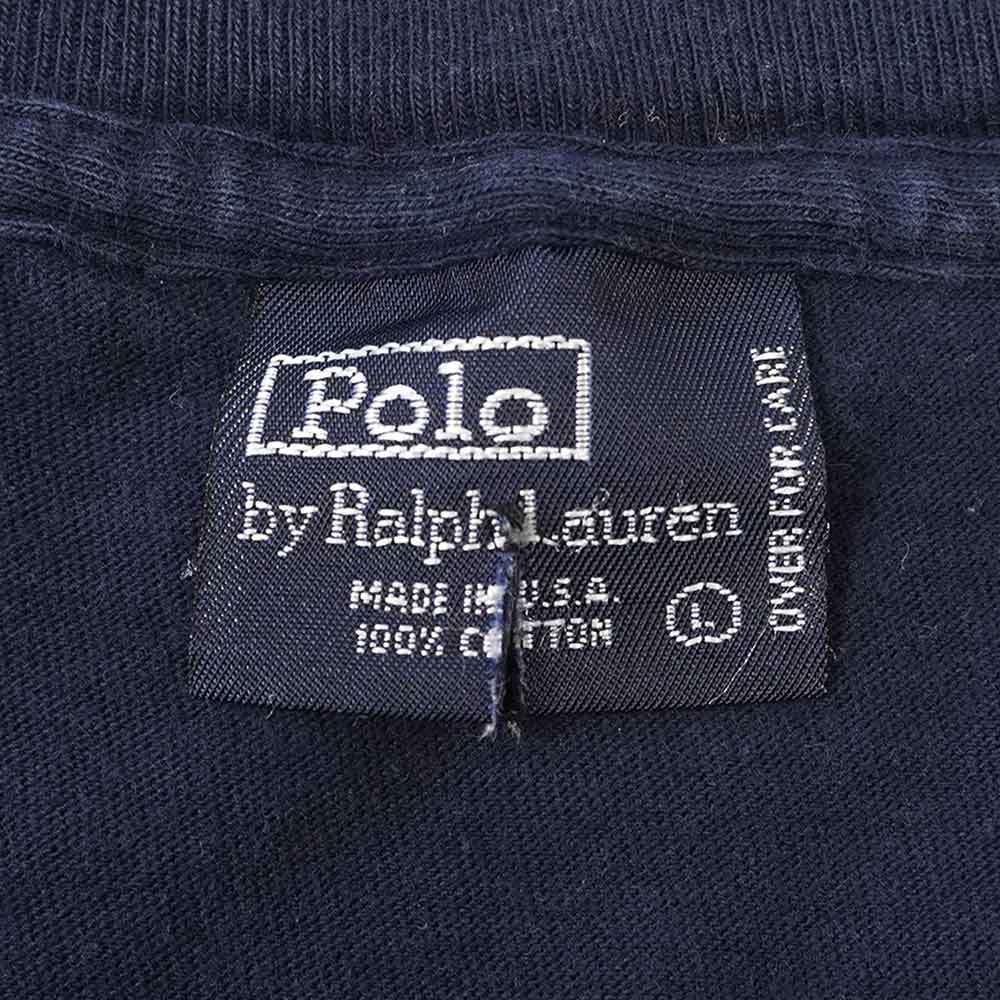 Polo
by Ralph Lauren
MADE IN U.S.A.
100% COTTON
L
OVER FOR CARE